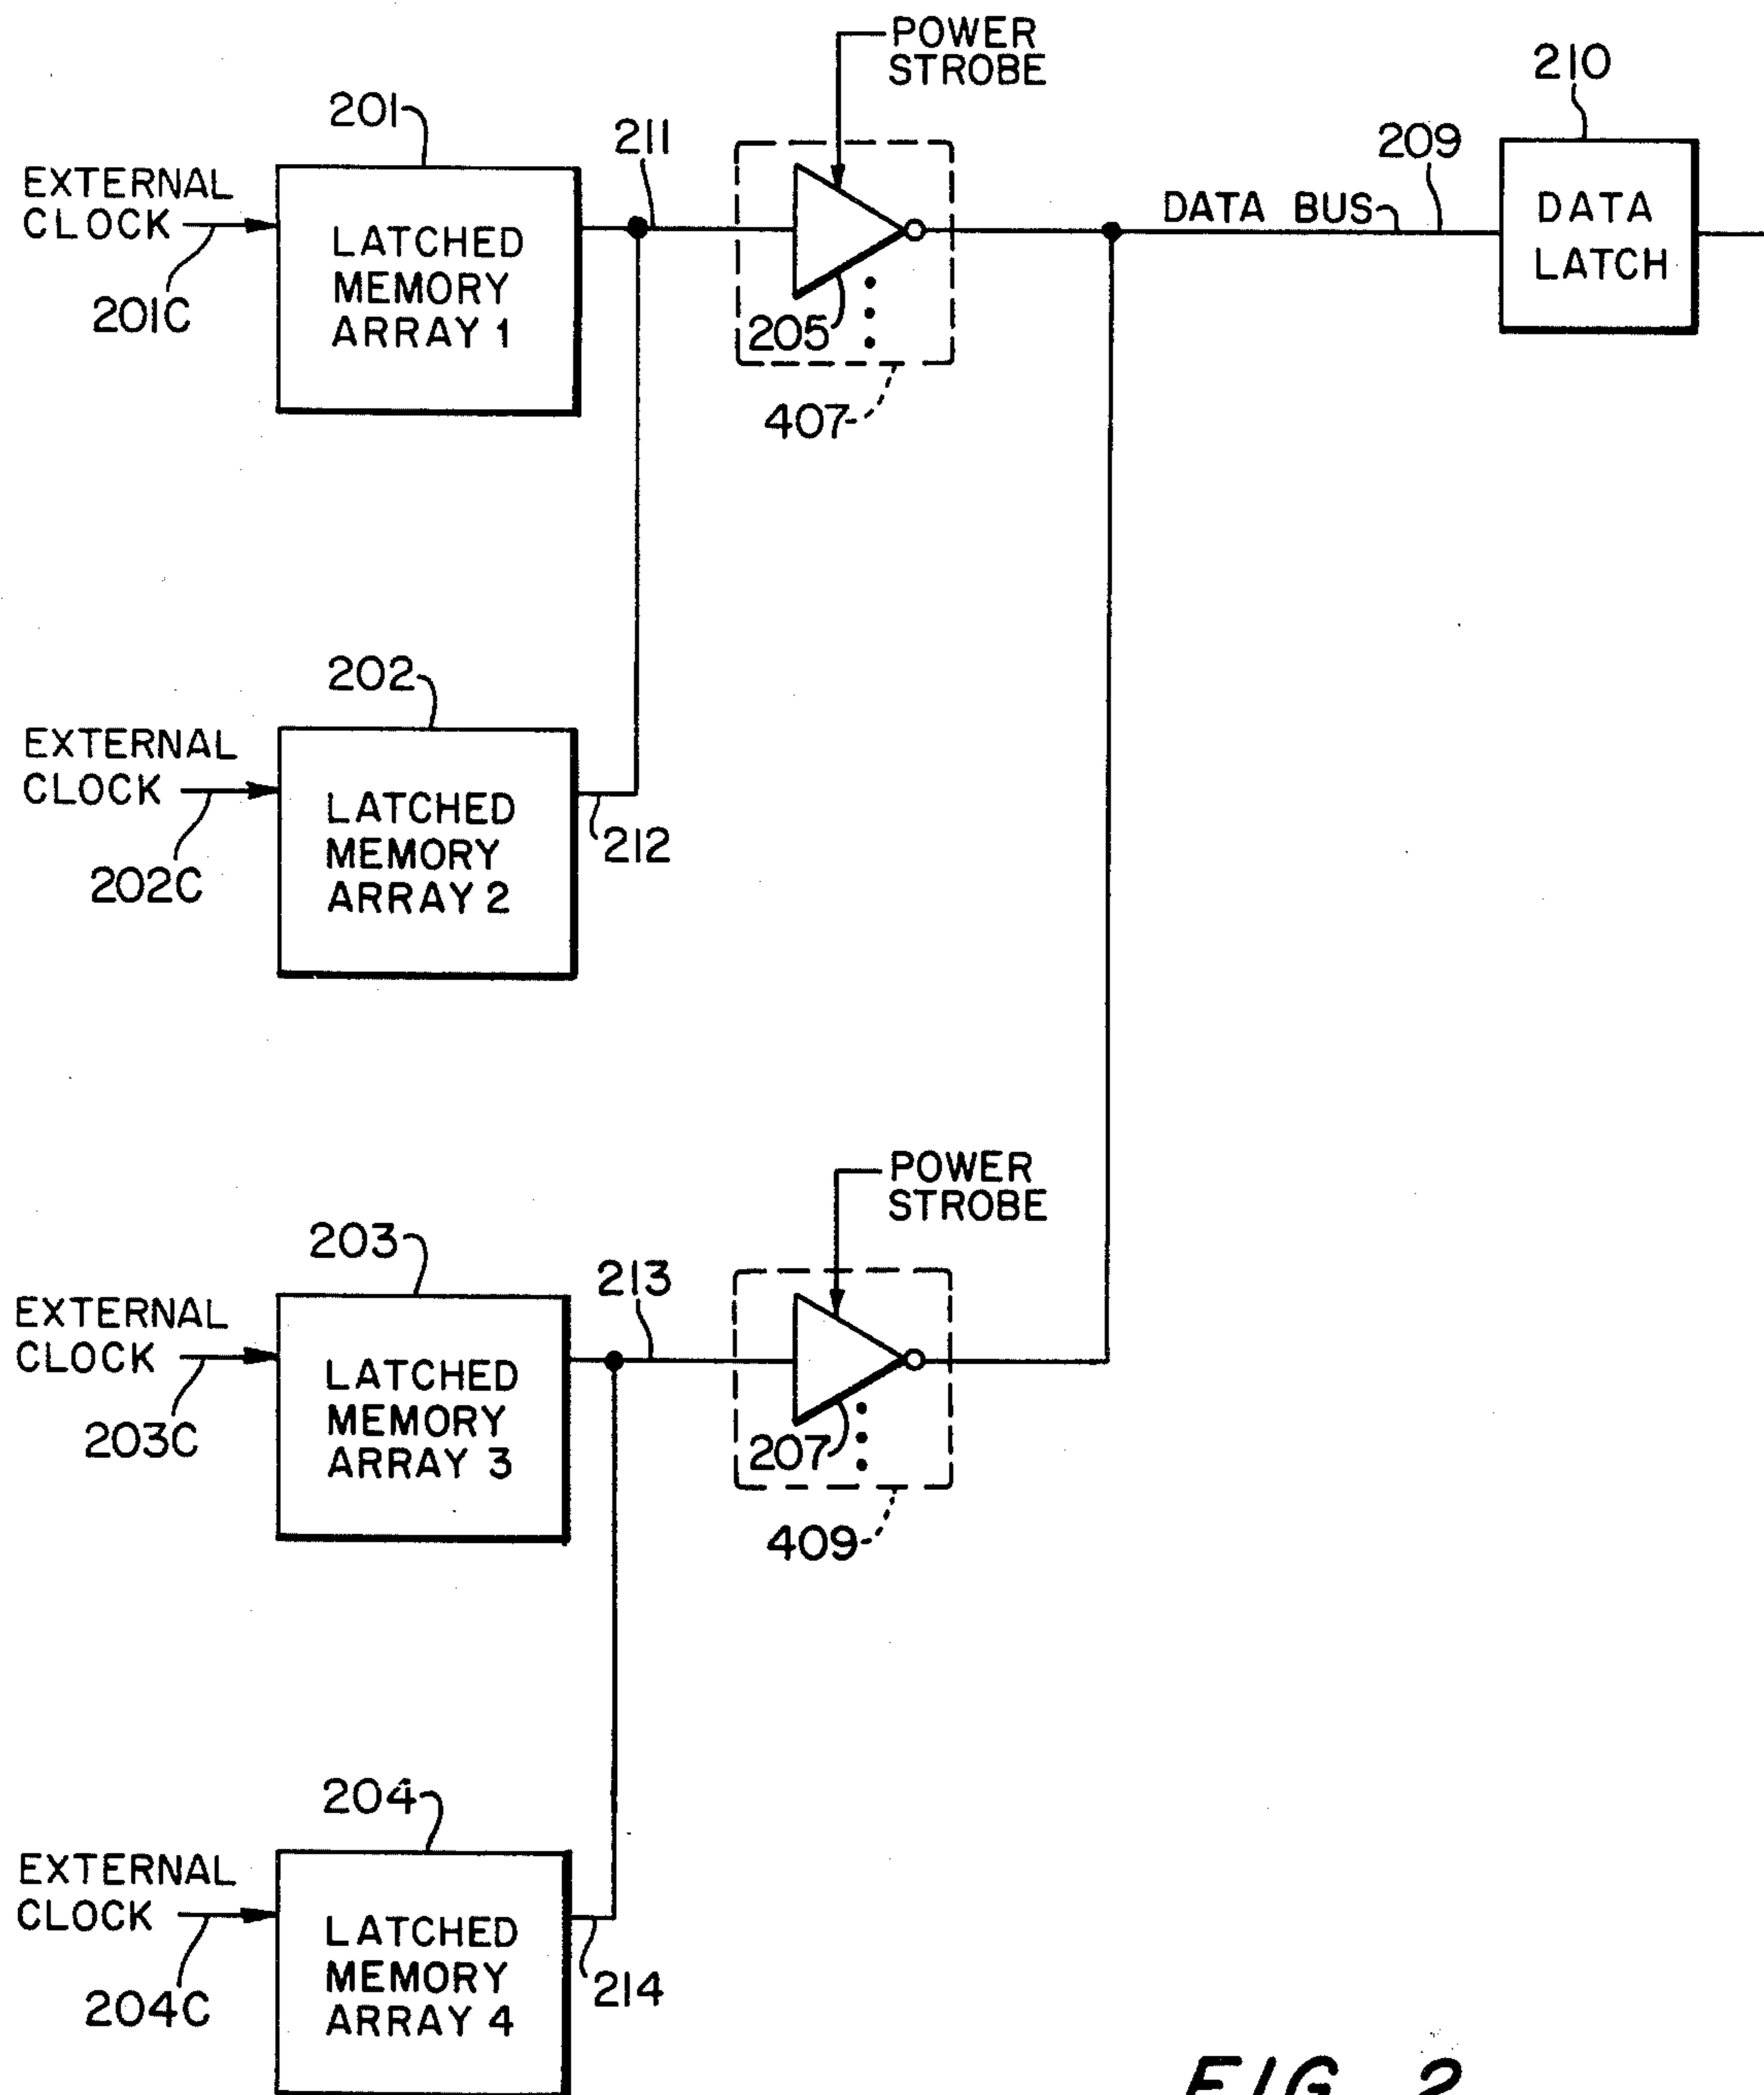 POWER
STROBE
210
201
211
209
EXTERNAL
CLOCK
DATA BUS
DATA
LATCH
LATCHED
MEMORY
ARRAY 1
201C
205
407
202
EXTERNAL
CLOCK
LATCHED
MEMORY
ARRAY 2
212
202C
POWER
STROBE
203
213
EXTERNAL
CLOCK
LATCHED
MEMORY
ARRAY 3
203C
207
409
204
EXTERNAL
CLOCK
LATCHED
MEMORY
ARRAY 4
214
204C
FIG. 2